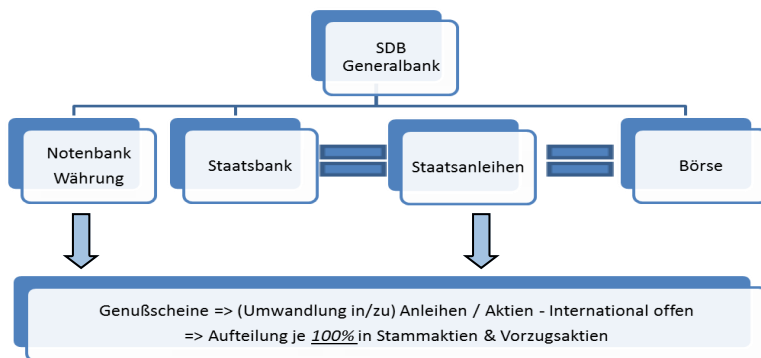 SDB
Generalbank
Notenbank
Währung
Staatsbank
Staatsanleihen
Börse
Genußscheine => (Umwandlung in/zu) Anleihen / Aktien - International offen
=> Aufteilung je 100% in Stammaktien & Vorzugsaktien